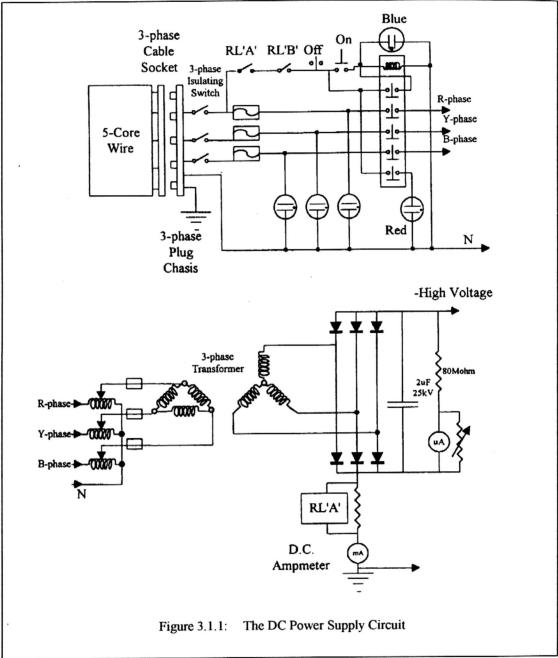 Blue
3-phase
Cable
Socket
RL'A'
RL'B'
Off
On
3-phase
Isulating
Switch
5-Core
Wire
R-phase
Y-phase
B-phase
Red
3-phase
Plug
Chasis
N
-High Voltage
3-phase
Transformer
80Mohm
2uF
25kV
uA
R-phase
Y-phase
B-phase
N
RL'A'
D.C.
Ampmeter
mA
Figure 3.1.1: The DC Power Supply Circuit